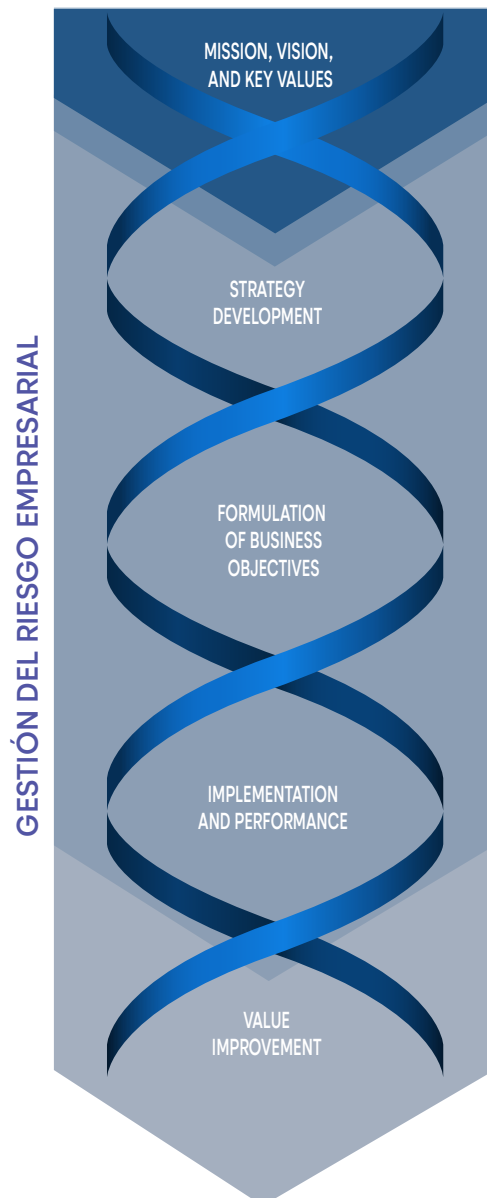 MISSION, VISION,
AND KEY VALUES
STRATEGY
DEVELOPMENT
FORMULATION
OF BUSINESS
OBJECTIVES
IMPLEMENTATION
AND PERFORMANCE
VALUE
IMPROVEMENT
GESTIÓN DEL RIESGO EMPRESARIAL